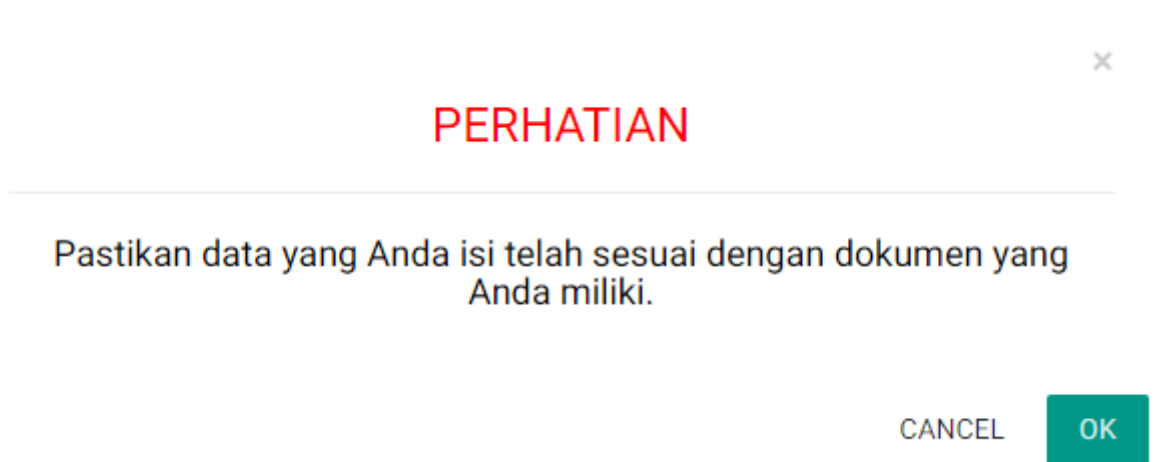 ×
PERHATIAN
Pastikan data yang Anda isi telah sesuai dengan dokumen yang
Anda miliki.
CANCEL OK